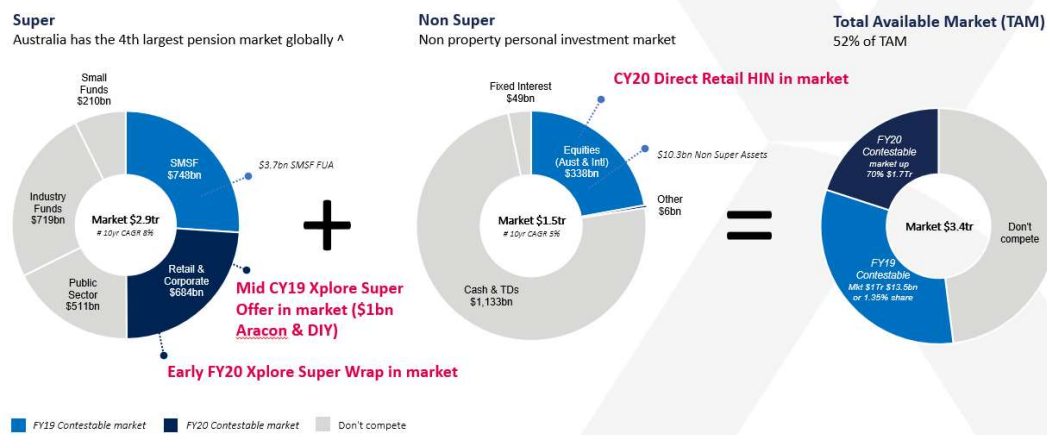 Super
Australia has the 4th largest pension market globally ^
Small
Funds
$210bn
SMSF
$748bn
$3.7bn SMSF FUA
Industry
Funds
$719bn
Market $2.9tr
# 10yr CAGR 8%
Public
Sector
$511bn
Retail &
Corporate
$684bn
Mid CY19 Xplore Super
Offer in market ($1bn
Aracon & DIY)
Early FY20 Xplore Super Wrap in market
+
Non Super
Non property personal investment market
CY20 Direct Retail HIN in market
Fixed Interest
$49bn
Equities
(Aust & Intl)
$338bn
$10.3bn Non Super Assets
Other
$6bn
Market $1.5tr
# 10yr CAGR 5%
Cash & TDs
$1,133bn
=
Total Available Market (TAM)
52% of TAM
FY20
Contestable
market up
70% $1.7Tr
Market $3.4tr
Don't
compete
FY19
Contestable
Mkt $1Tr $13.5bn
or 1.35% share
FY19 Contestable market
FY20 Contestable market
Don't compete